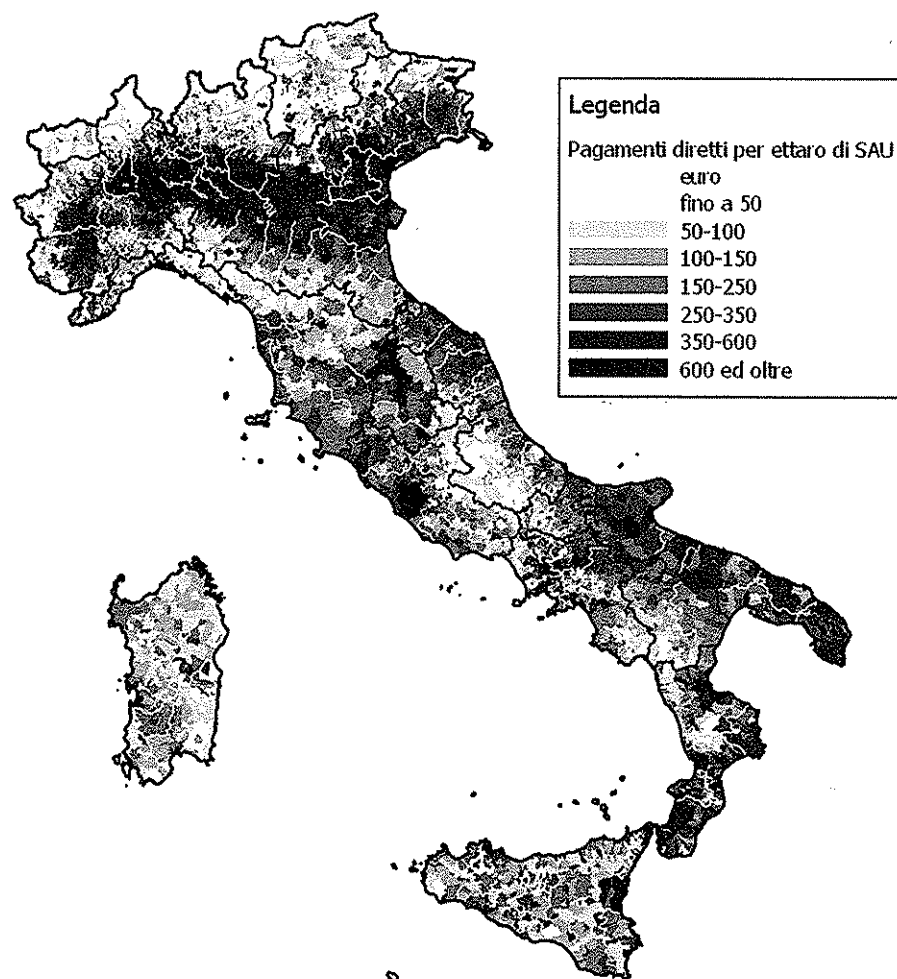 Legenda
Pagamenti diretti per ettaro di SAU
euro
fino a 50
50-100
100-150
150-250
250-350
350-600
600 ed oltre